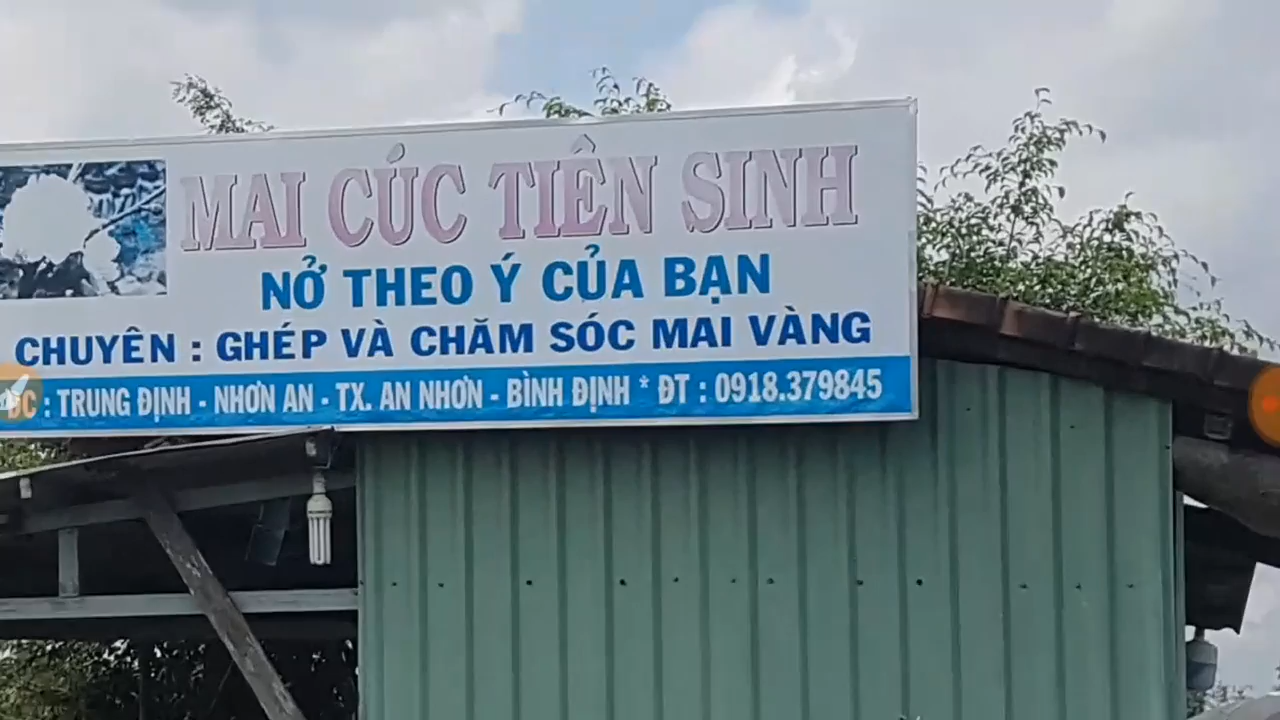 MAI CÚC TIÊN SINH
NỞ THEO Ý CỦA BẠN
CHUYÊN : GHÉP VÀ CHĂM SÓC MAI VÀNG
ĐC : TRUNG ĐỊNH - NHƠN AN - TX. AN NHƠN - BÌNH ĐỊNH * ĐT : 0918.379845